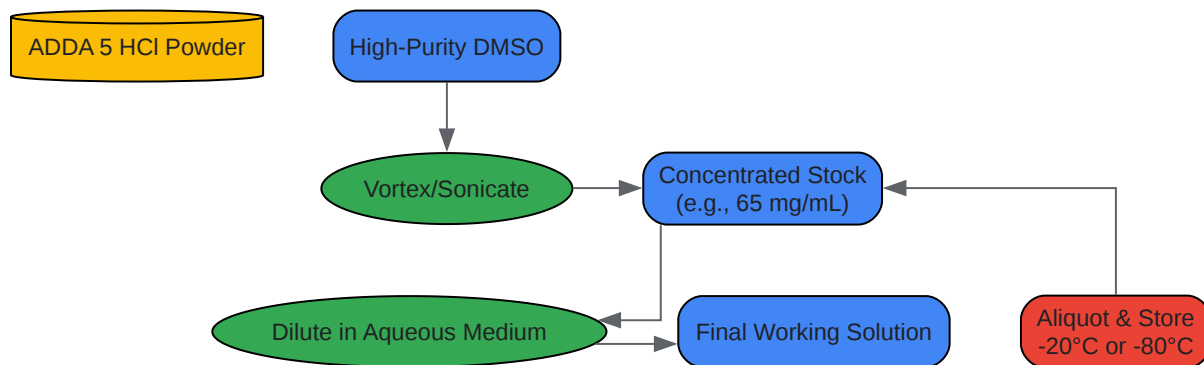 ADDA 5 HCl Powder
High-Purity DMSO
Vortex/Sonicate
Concentrated Stock
(e.g., 65 mg/mL)
Dilute in Aqueous Medium
Final Working Solution
Aliquot & Store
-20°C or -80°C